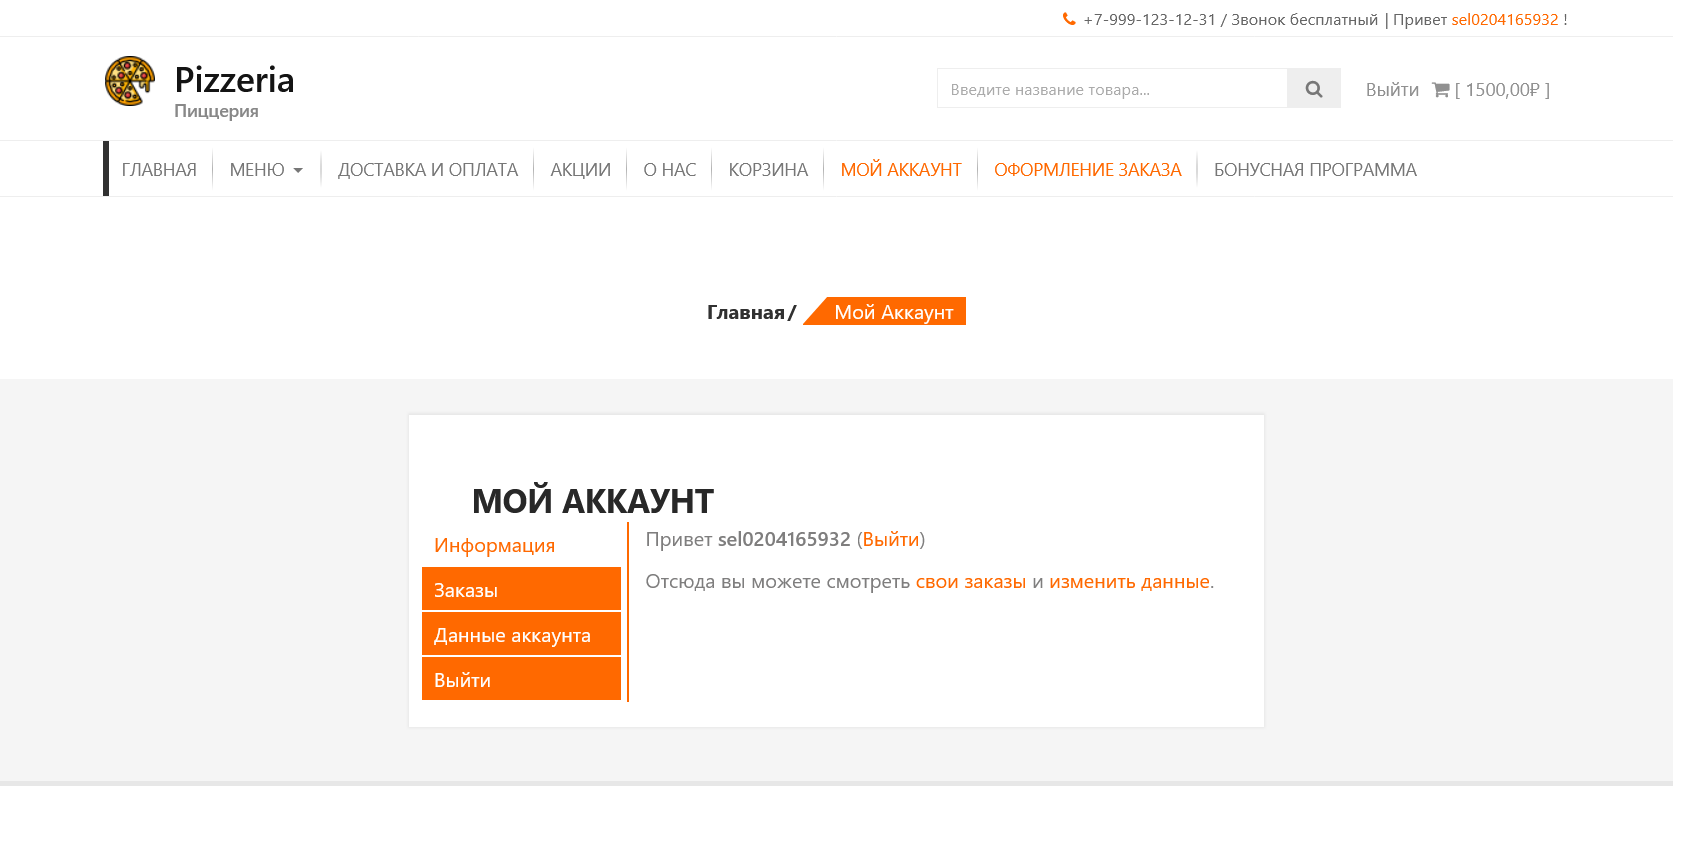 +7-999-123-12-31 / Звонок бесплатный | Привет sel0204165932 !
Pizzeria
Пиццерия
Введите название товара...
Выйти [ 1500,00₽ ]
ГЛАВНАЯ МЕНЮ ДОСТАВКА И ОПЛАТА АКЦИИ О НАС КОРЗИНА МОЙ АККАУНТ ОФОРМЛЕНИЕ ЗАКАЗА БОНУСНАЯ ПРОГРАММА
Главная / Мой Аккаунт
МОЙ АККАУНТ
Информация
Заказы
Данные аккаунта
Выйти
Привет sel0204165932 (Выйти)
Отсюда вы можете смотреть свои заказы и изменить данные.